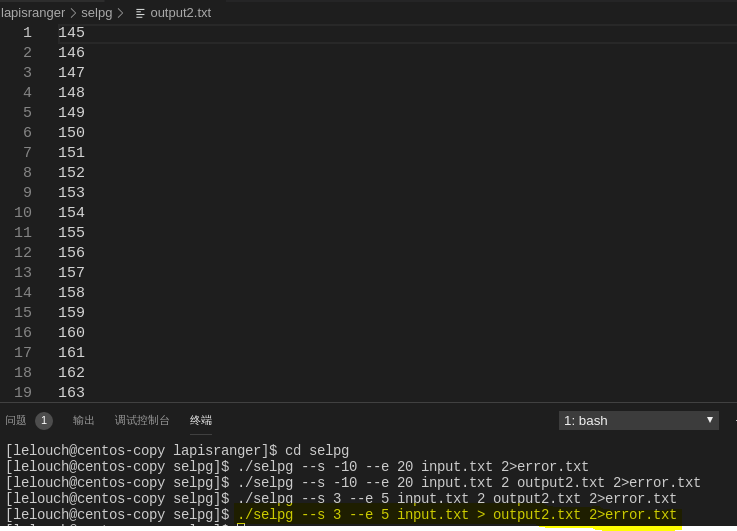 lapisranger > selpg > output2.txt
1 145
2 146
3 147
4 148
5 149
6 150
7 151
8 152
9 153
10 154
11 155
12 156
13 157
14 158
15 159
16 160
17 161
18 162
19 163
问题 1 输出 调试控制台 终端 1: bash
[lelouch@centos-copy lapisranger]$ cd selpg
[lelouch@centos-copy selpg]$ ./selpg --s -10 --e 20 input.txt 2>error.txt
[lelouch@centos-copy selpg]$ ./selpg --s -10 --e 20 input.txt 2 output2.txt 2>error.txt
[lelouch@centos-copy selpg]$ ./selpg --s 3 --e 5 input.txt 2 output2.txt 2>error.txt
[lelouch@centos-copy selpg]$ ./selpg --s 3 --e 5 input.txt > output2.txt 2>error.txt
[lelouch@centos-copy selpg]$